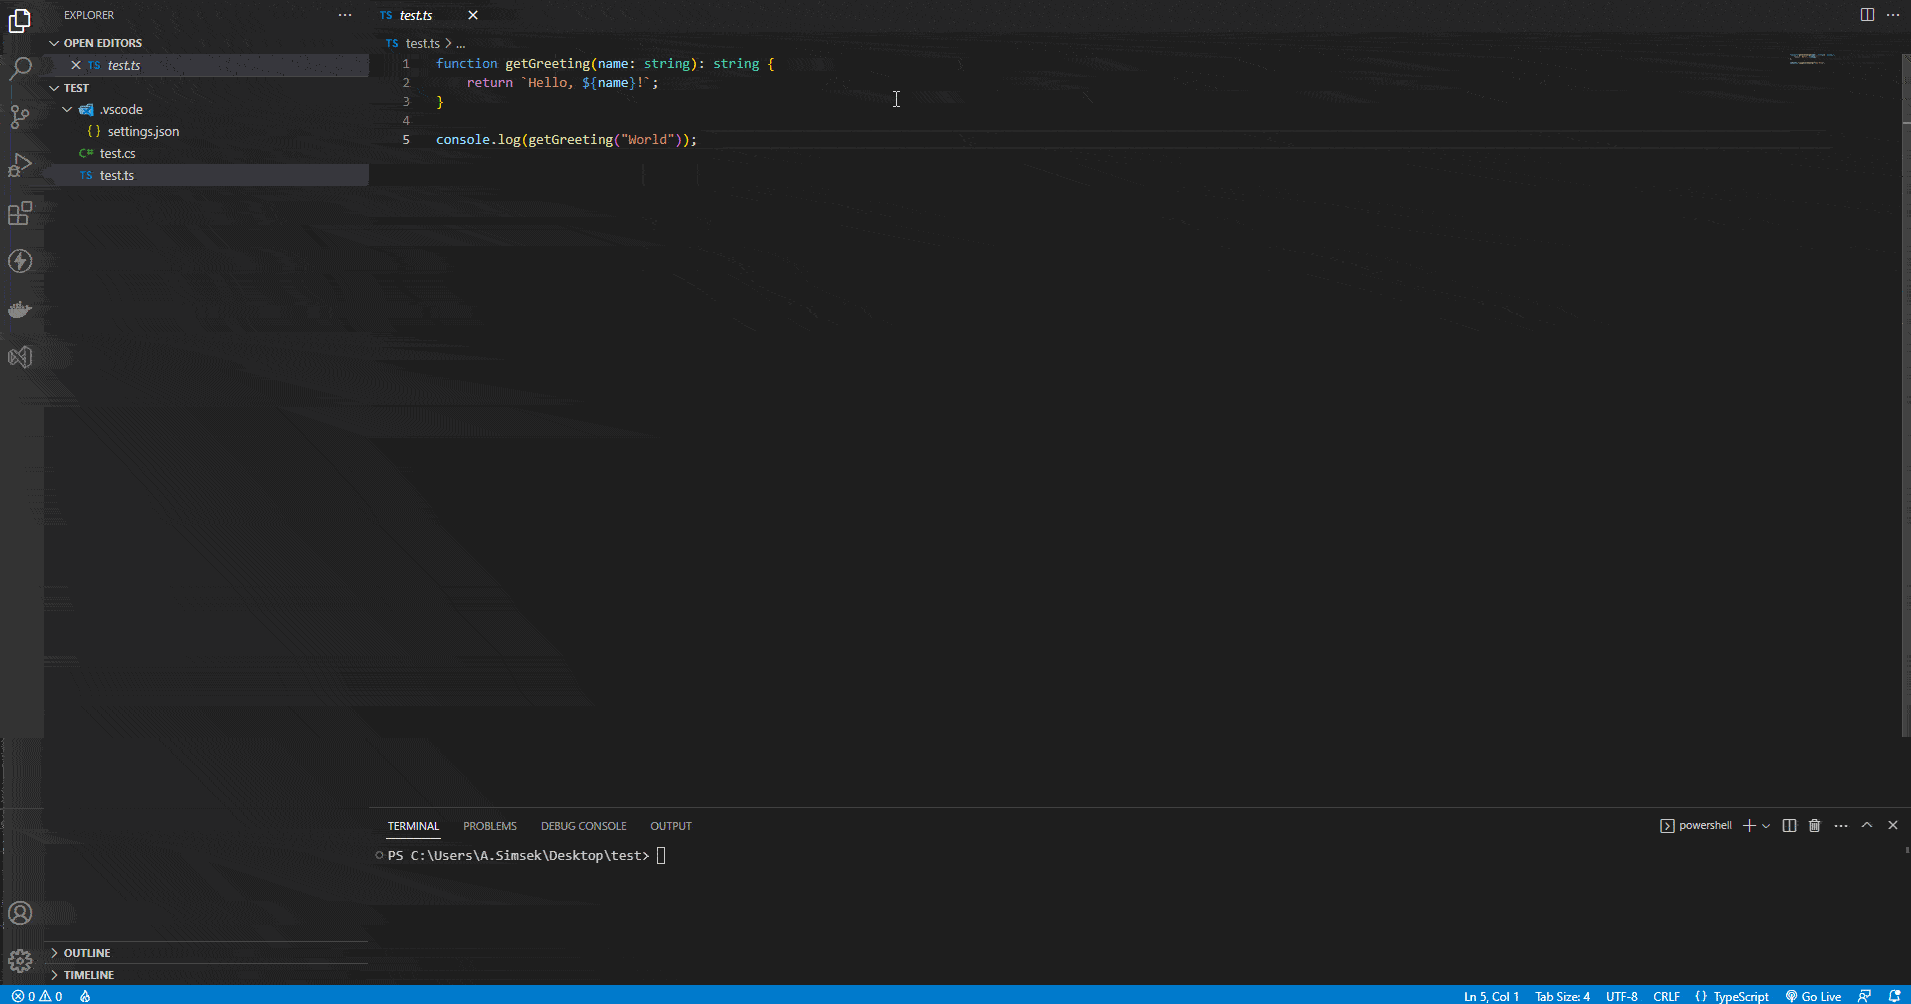 EXPLORER
OPEN EDITORS
TS test.ts
TEST
.vscode
{ } settings.json
C# test.cs
TS test.ts
OUTLINE
TIMELINE
TS test.ts
TS test.ts > ...
1 function getGreeting(name: string): string {
2 return `Hello, ${name}!`;
3 }
4
5 console.log(getGreeting("World"));
TERMINAL PROBLEMS DEBUG CONSOLE OUTPUT
powershell
PS C:\Users\A.Simsek\Desktop\test>
0 0
Ln 5, Col 1 Tab Size: 4 UTF-8 CRLF { } TypeScript Go Live